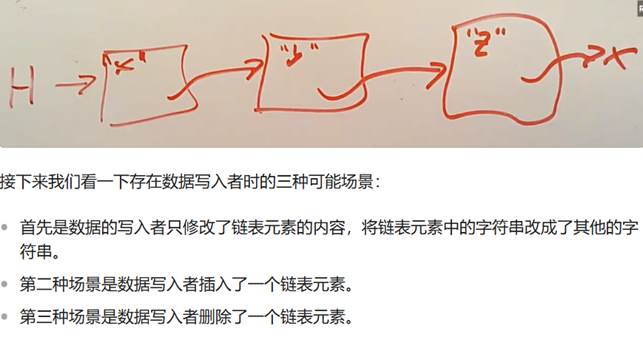 H → "x" "y" "z" x
接下来我们看一下存在数据写入者时的三种可能场景：
首先是数据的写入者只修改了链表元素的内容，将链表元素中的字符串改成了其他的字
符串。
第二种场景是数据写入者插入了一个链表元素。
第三种场景是数据写入者删除了一个链表元素。